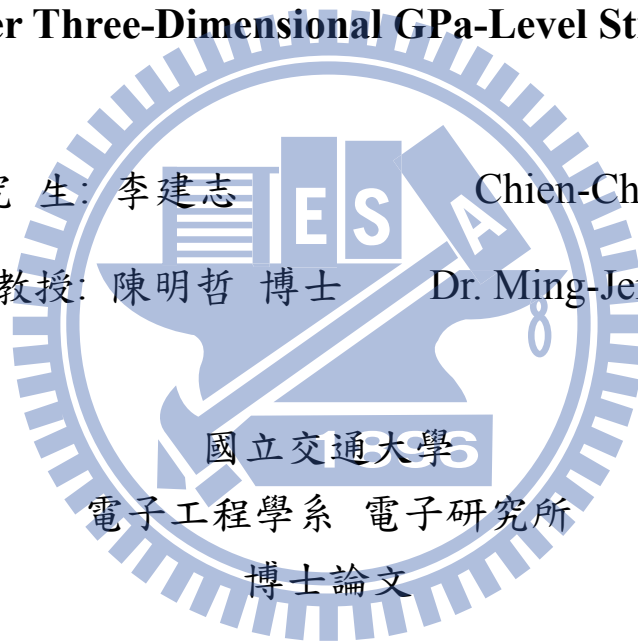 Three-Dimensional GPa-Level
生: 李建志 Chien-Ch
教授: 陳明哲 博士 Dr. Ming-Je
E S A
8
1896
國立交通大學
電子工程學系 電子研究所
博士論文